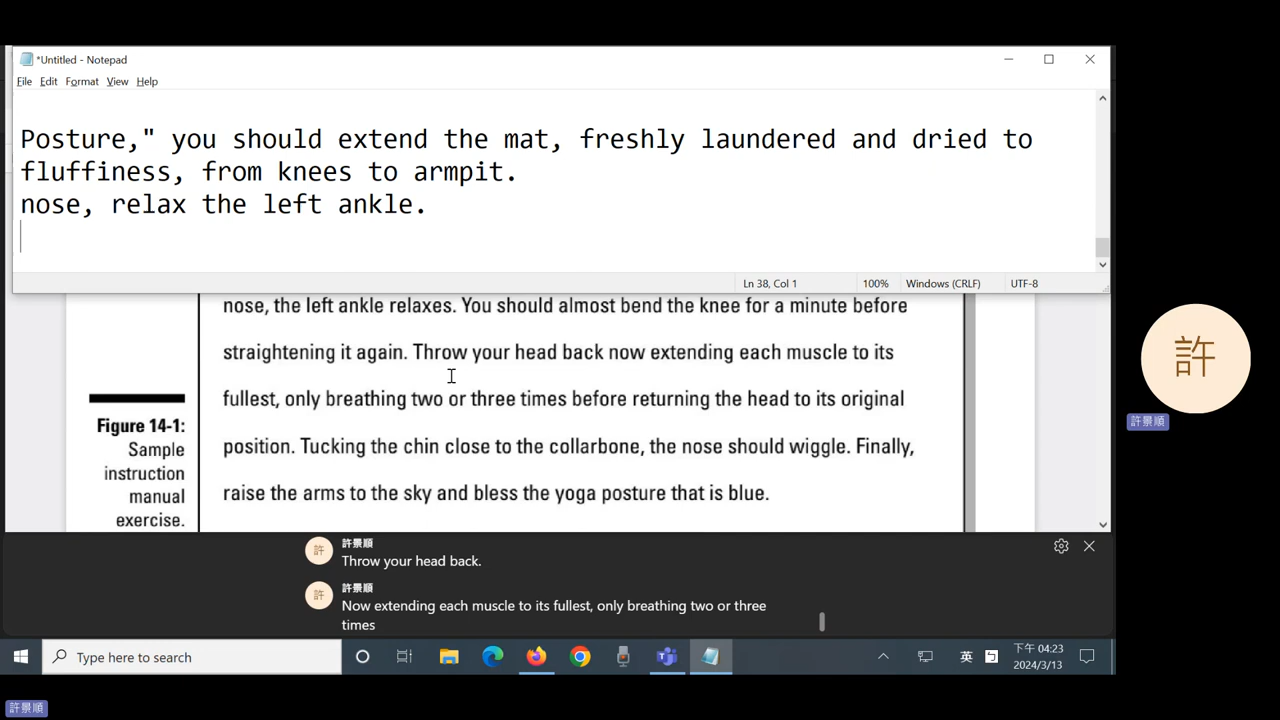 *Untitled - Notepad
File Edit Format View Help
Posture," you should extend the mat, freshly laundered and dried to
fluffiness, from knees to armpit.
nose, relax the left ankle.
Ln 38, Col 1 100% Windows (CRLF) UTF-8
nose, the left ankle relaxes. You should almost bend the knee for a minute before
straightening it again. Throw your head back now extending each muscle to its
fullest, only breathing two or three times before returning the head to its original
position. Tucking the chin close to the collarbone, the nose should wiggle. Finally,
raise the arms to the sky and bless the yoga posture that is blue.
Figure 14-1:
Sample
instruction
manual
exercise.
許
許景順
許
許景順
Throw your head back.
許
許景順
Now extending each muscle to its fullest, only breathing two or three
times
Type here to search
英
下午 04:23
2024/3/13
許景順